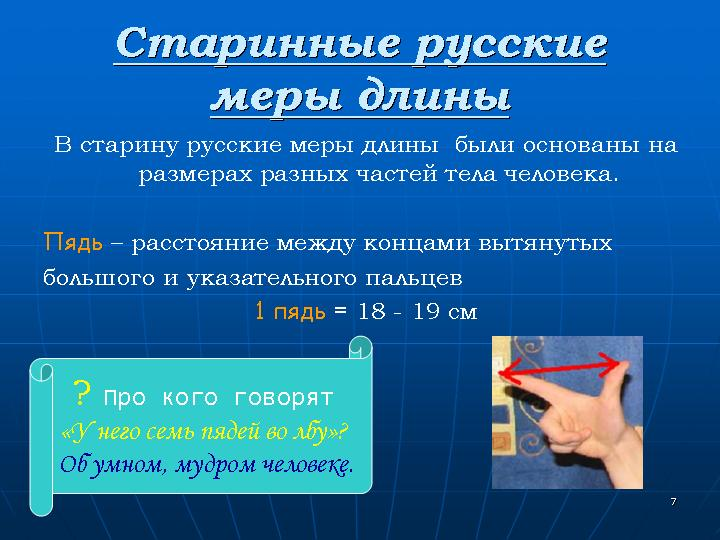 Старинные русские
меры длины
В старину русские меры длины были основаны на
размерах разных частей тела человека.
Пядь – расстояние между концами вытянутых
большого и указательного пальцев
1 пядь = 18 - 19 см
? Про кого говорят
«У него семь пядей во лбу»?
Об умном, мудром человеке.
7